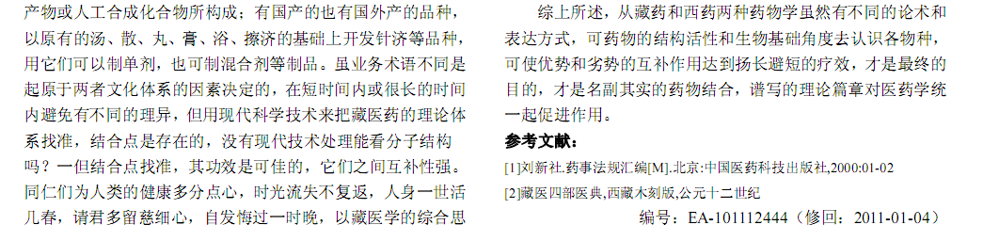 产物或人工合成化合物所构成；有国产的也有国外产的品种，
以原有的汤、散、丸、膏、浴、擦济的基础上开发针济等品种，
用它们可以制单剂，也可制混合剂等制品。虽业务术语不同是
起原于两者文化体系的因素决定的，在短时间内或很长的时间
内避免有不同的理异，但用现代科学技术来把藏医药的理论体
系找准，结合点是存在的，没有现代技术处理能看分子结构
吗？一但结合点找准，其功效是可佳的，它们之间互补性强。
同仁们为人类的健康多分点心，时光流失不复返，人身一世活
几春，请君多留慈细心，自发悔过一时晚，以藏医学的综合思
综上所述，从藏药和西药两种药物学虽然有不同的论术和
表达方式，可药物的结构活性和生物基础角度去认识各物种，
可使优势和劣势的互补作用达到扬长避短的疗效，才是最终的
目的，才是名副其实的药物结合，谱写的理论篇章对医药学统
一起促进作用。
参考文献：
[1]刘新社.药事法规汇编[M].北京:中国医药科技出版社,2000:01-02
[2]藏医四部医典,西藏木刻版,公元十二世纪
编号：EA-101112444（修回：2011-01-04）